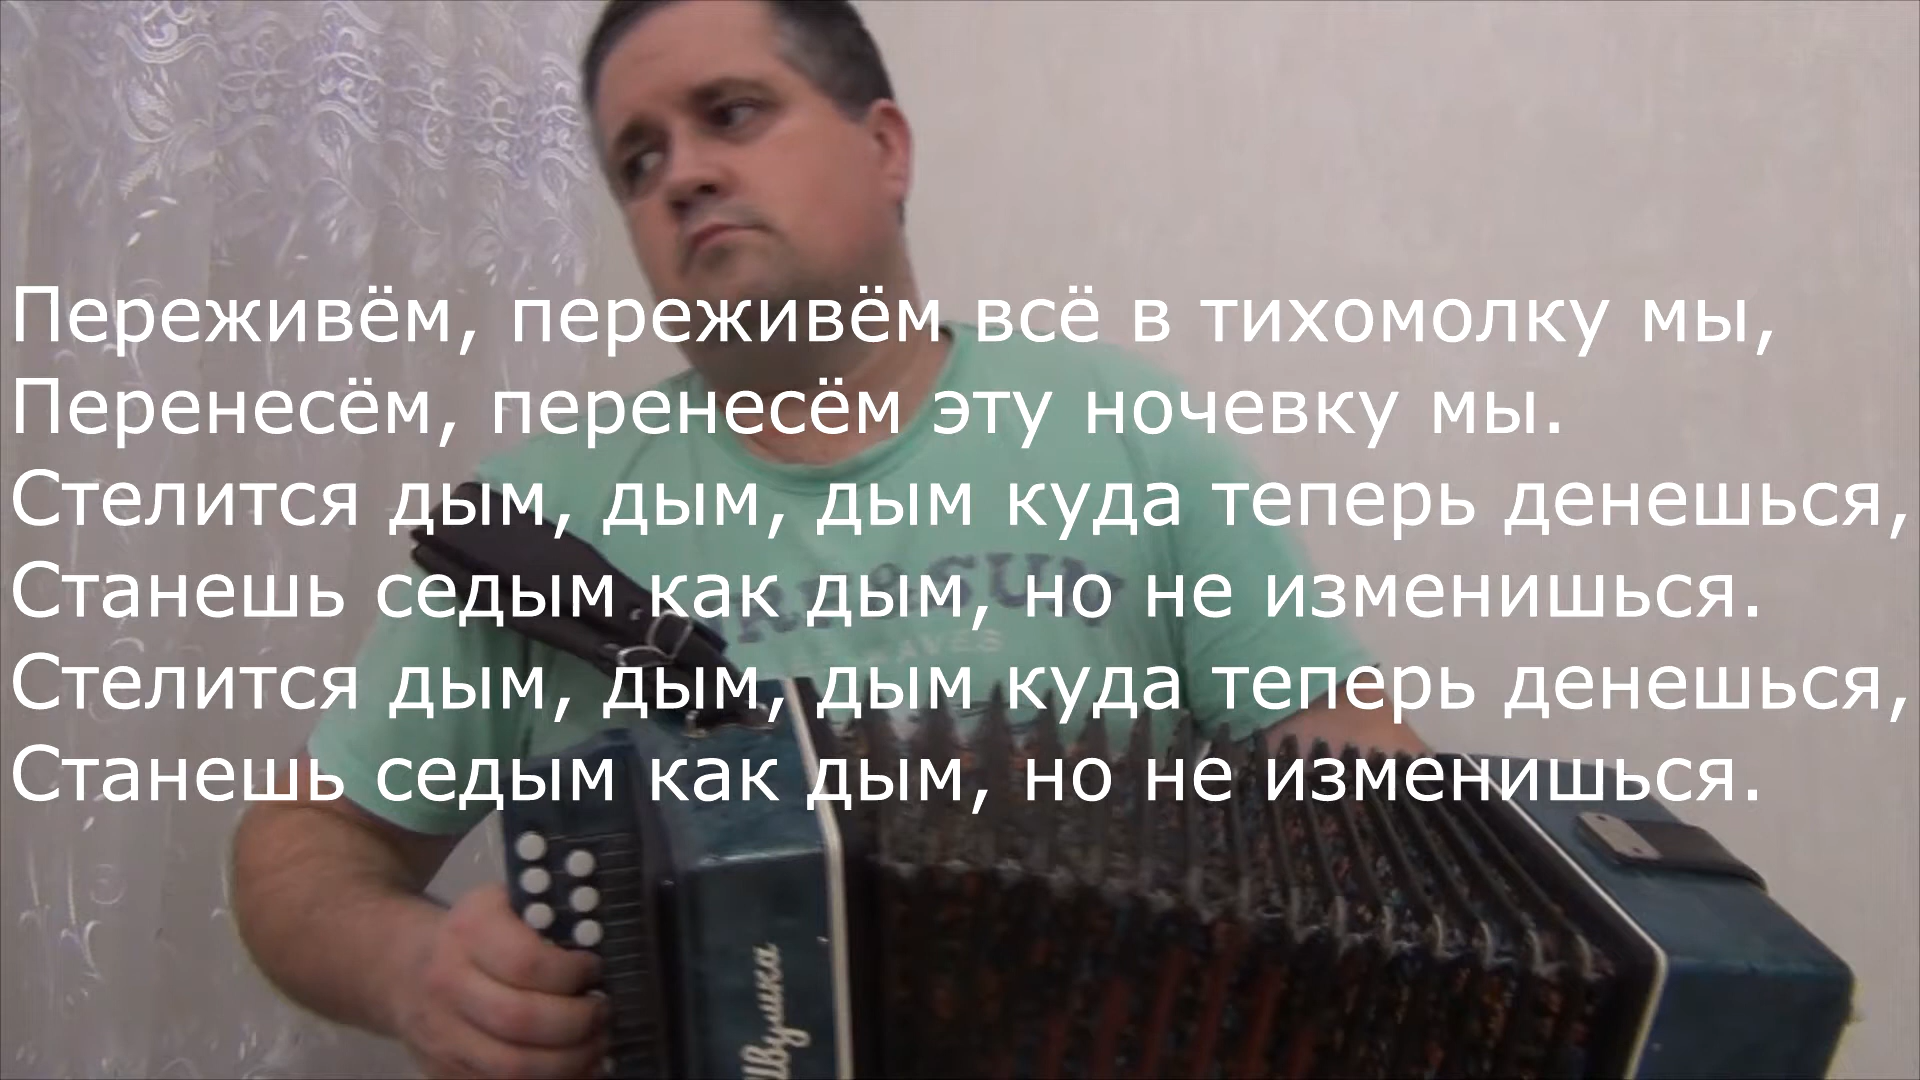 Переживём, переживём всё в тихомолку мы,
Перенесём, перенесём эту ночевку мы.
Стелится дым, дым, дым куда теперь денешься,
Станешь седым как дым, но не изменишься.
Стелится дым, дым, дым куда теперь денешься,
Станешь седым как дым, но не изменишься.